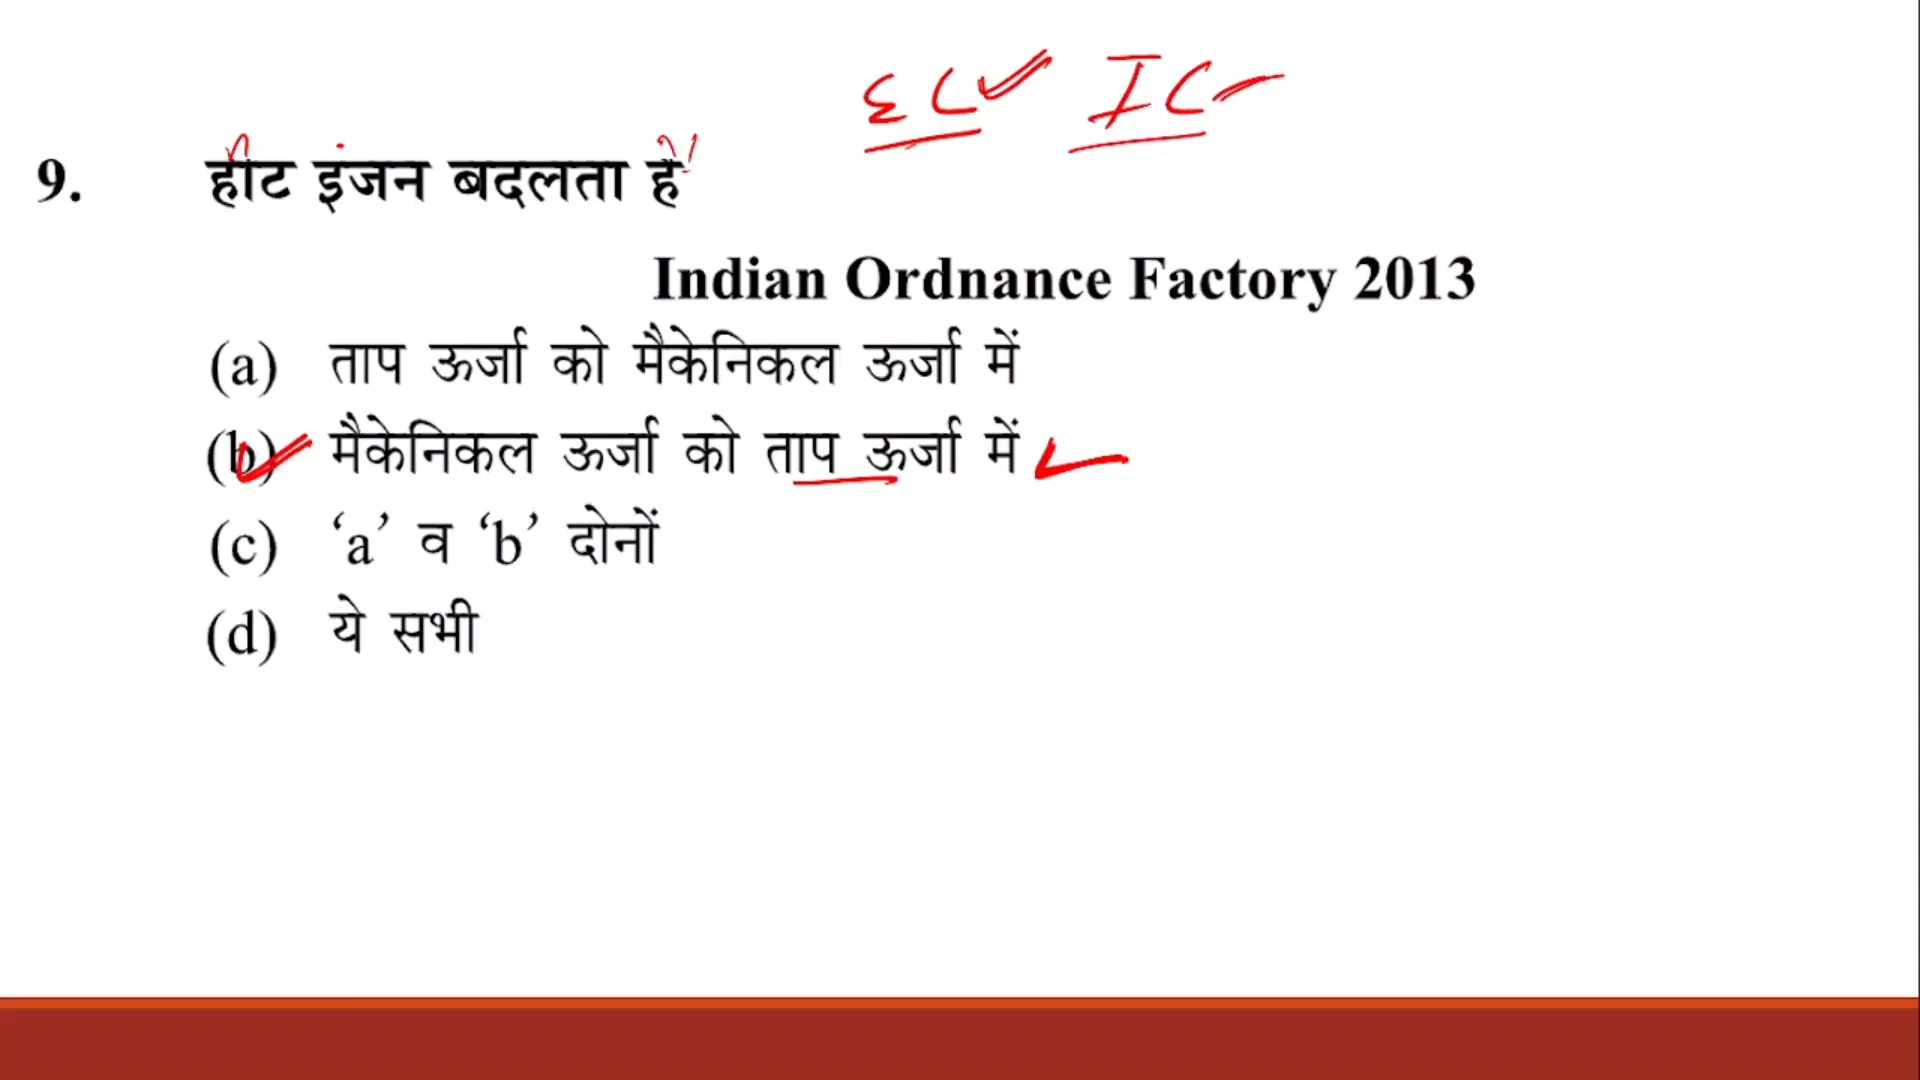 EC IC
9. हीट इंजन बदलता है
Indian Ordnance Factory 2013
(a) ताप ऊर्जा को मैकेनिकल ऊर्जा में
(b) मैकेनिकल ऊर्जा को ताप ऊर्जा में
(c) ‘a’ व ‘b’ दोनों
(d) ये सभी